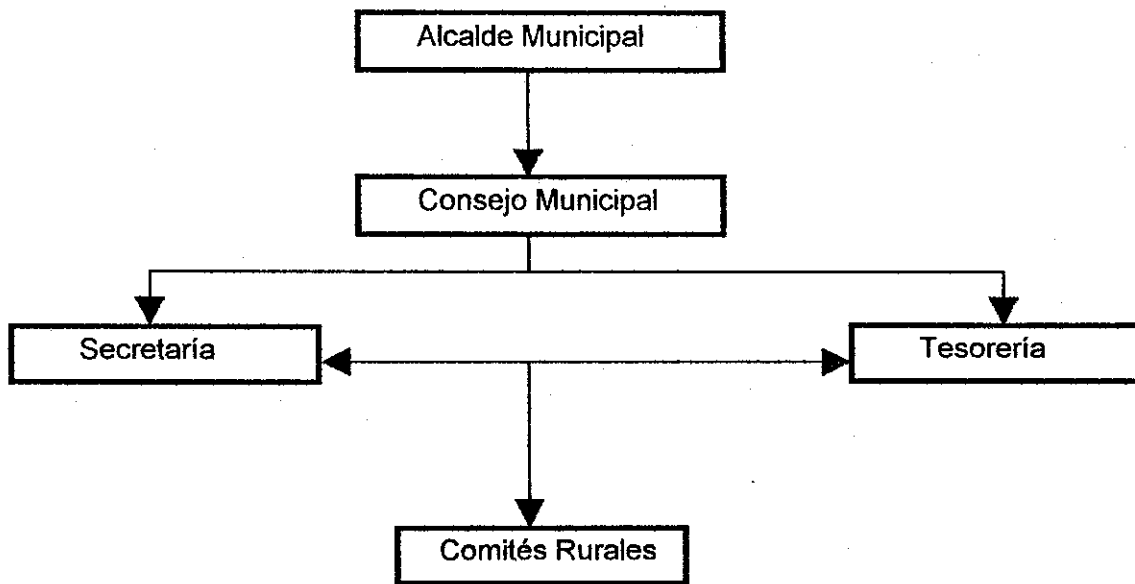 Alcalde Municipal
Consejo Municipal
Secretaría
Tesorería
Comités Rurales